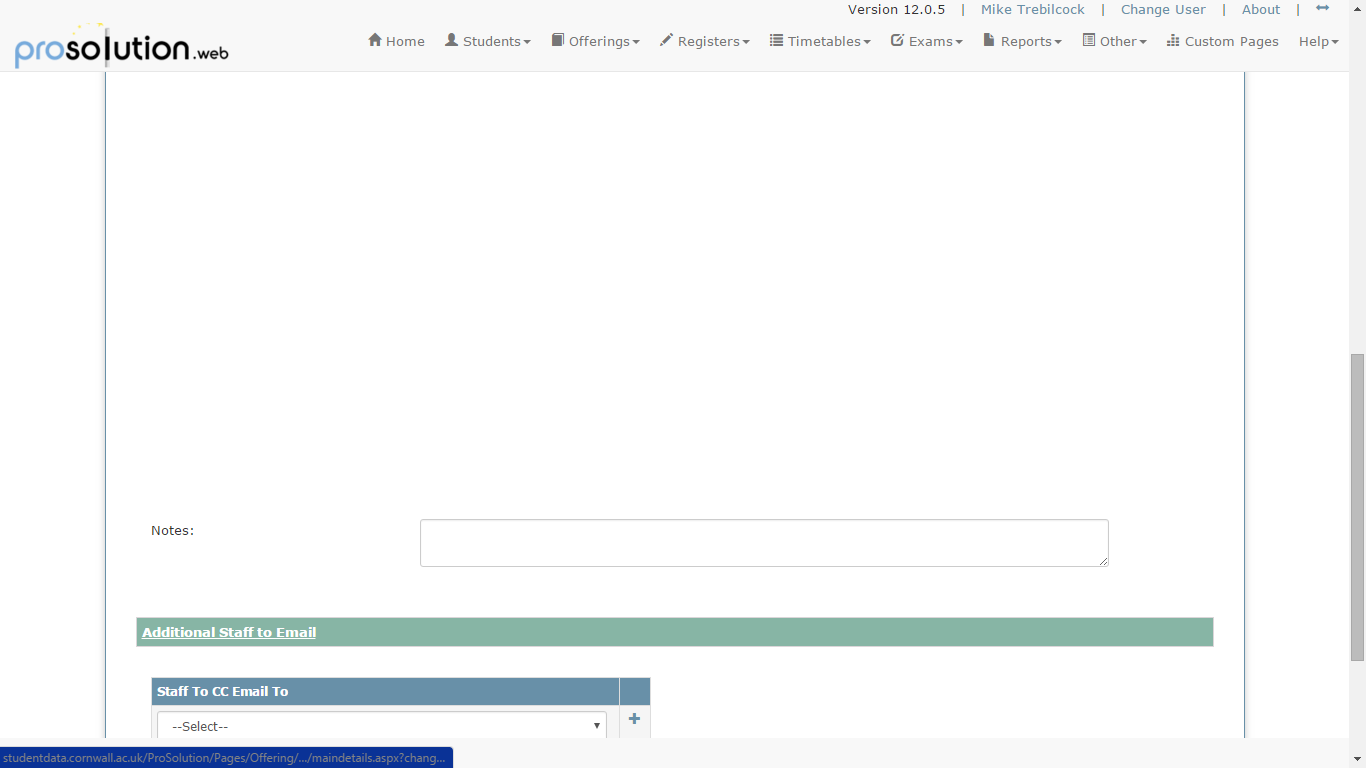 Version 12.0.5 | Mike Trebilcock | Change User | About |
prosolution.web
Home Students Offerings Registers Timetables Exams Reports Other Custom Pages Help
Notes:
Additional Staff to Email
Staff To CC Email To
--Select--
studentdata.cornwall.ac.uk/ProSolution/Pages/Offering/.../maindetails.aspx?chang...